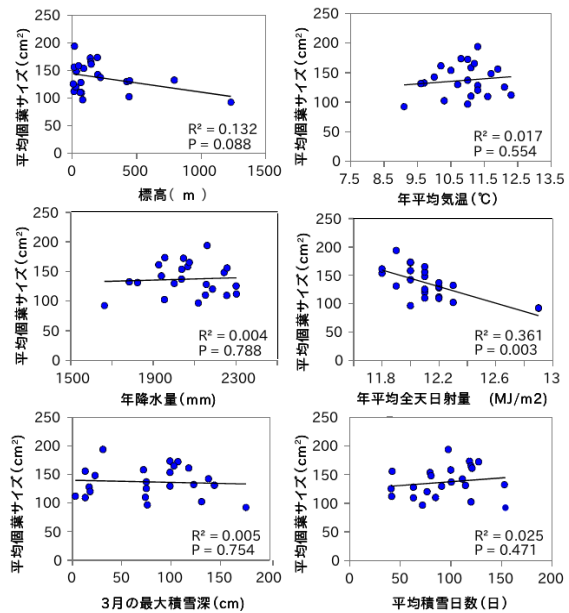 平均個葉サイズ(cm²)
250
200
150
100
50
0
R² = 0.132
P = 0.088
0 500 1000 1500
標高( m )
平均個葉サイズ(cm²)
250
200
150
100
50
0
R² = 0.017
P = 0.554
7.5 8.5 9.5 10.5 11.5 12.5 13.5
年平均気温(℃)
平均個葉サイズ(cm²)
250
200
150
100
50
0
R² = 0.004
P = 0.788
1500 1900 2300
年降水量(mm)
平均個葉サイズ(cm²)
250
200
150
100
50
0
R² = 0.361
P = 0.003
11.8 12.2 12.6 13
年平均全天日射量 (MJ/m2)
平均個葉サイズ(cm²)
250
200
150
100
50
0
R² = 0.005
P = 0.754
0 50 100 150 200
3月の最大積雪深(cm)
平均個葉サイズ(cm²)
250
200
150
100
50
0
R² = 0.025
P = 0.471
0 50 100 150 200
平均積雪日数(日)